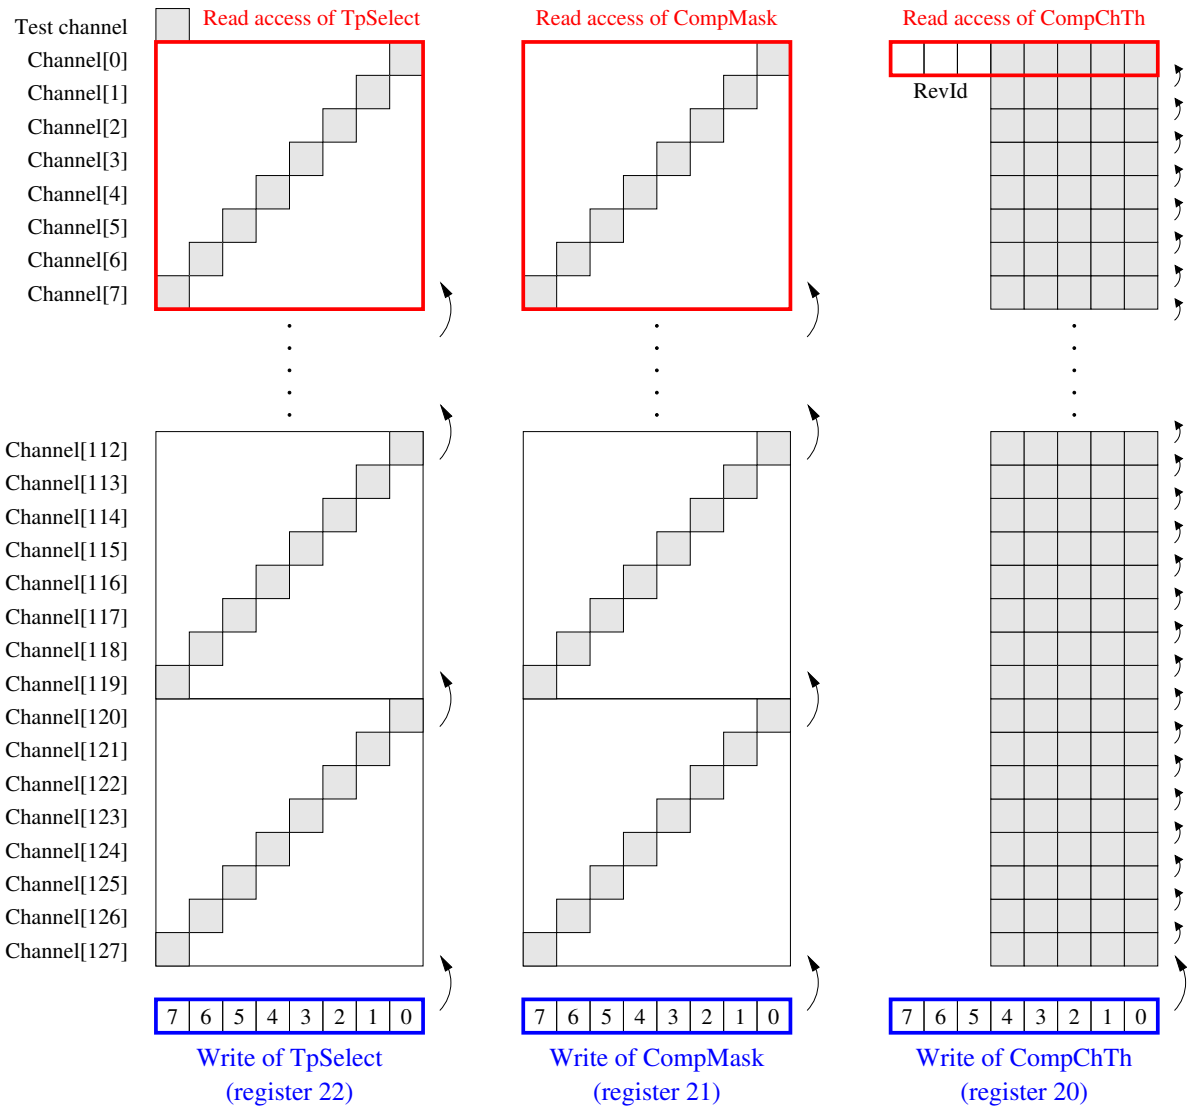 Test channel
Read access of TpSelect
Read access of CompMask
Read access of CompChTh
Channel[0]
Channel[1]
RevId
Channel[2]
Channel[3]
Channel[4]
Channel[5]
Channel[6]
Channel[7]
Channel[112]
Channel[113]
Channel[114]
Channel[115]
Channel[116]
Channel[117]
Channel[118]
Channel[119]
Channel[120]
Channel[121]
Channel[122]
Channel[123]
Channel[124]
Channel[125]
Channel[126]
Channel[127]
7 6 5 4 3 2 1 0
7 6 5 4 3 2 1 0
7 6 5 4 3 2 1 0
Write of TpSelect
(register 22)
Write of CompMask
(register 21)
Write of CompChTh
(register 20)